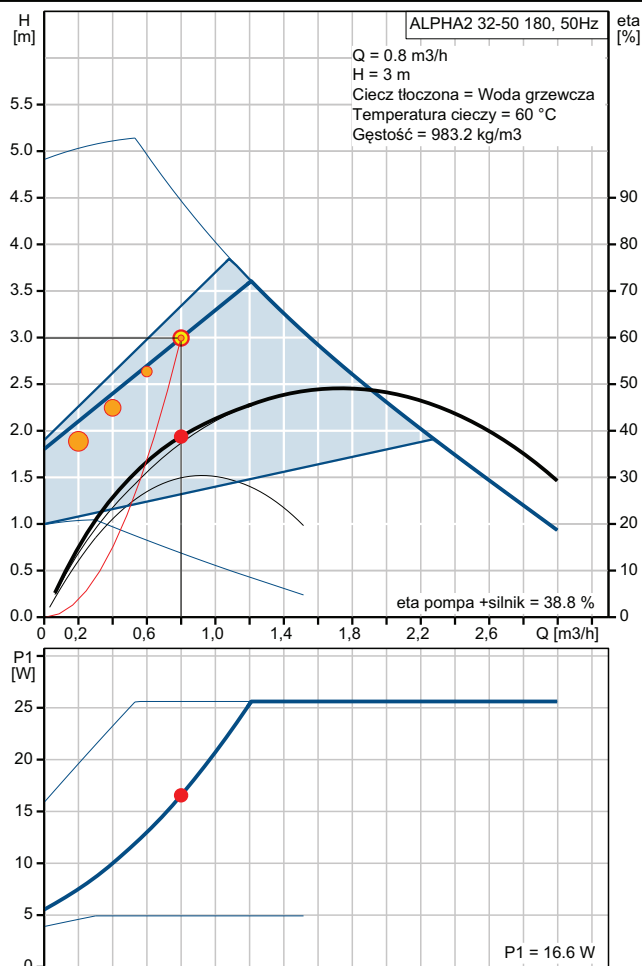 H
[m]
ALPHA2 32-50 180, 50Hz
eta
[%]
Q = 0.8 m3/h
H = 3 m
Ciecz tłoczona = Woda grzewcza
Temperatura cieczy = 60 °C
Gęstość = 983.2 kg/m3
5.5
5.0
4.5
4.0
3.5
3.0
2.5
2.0
1.5
1.0
0.5
0.0
90
80
70
60
50
40
30
20
10
0
eta pompa +silnik = 38.8 %
0
0,2
0,6
1,0
1,4
1,8
2,2
2,6
Q [m3/h]
P1
[W]
25
20
15
10
5
0
P1 = 16.6 W